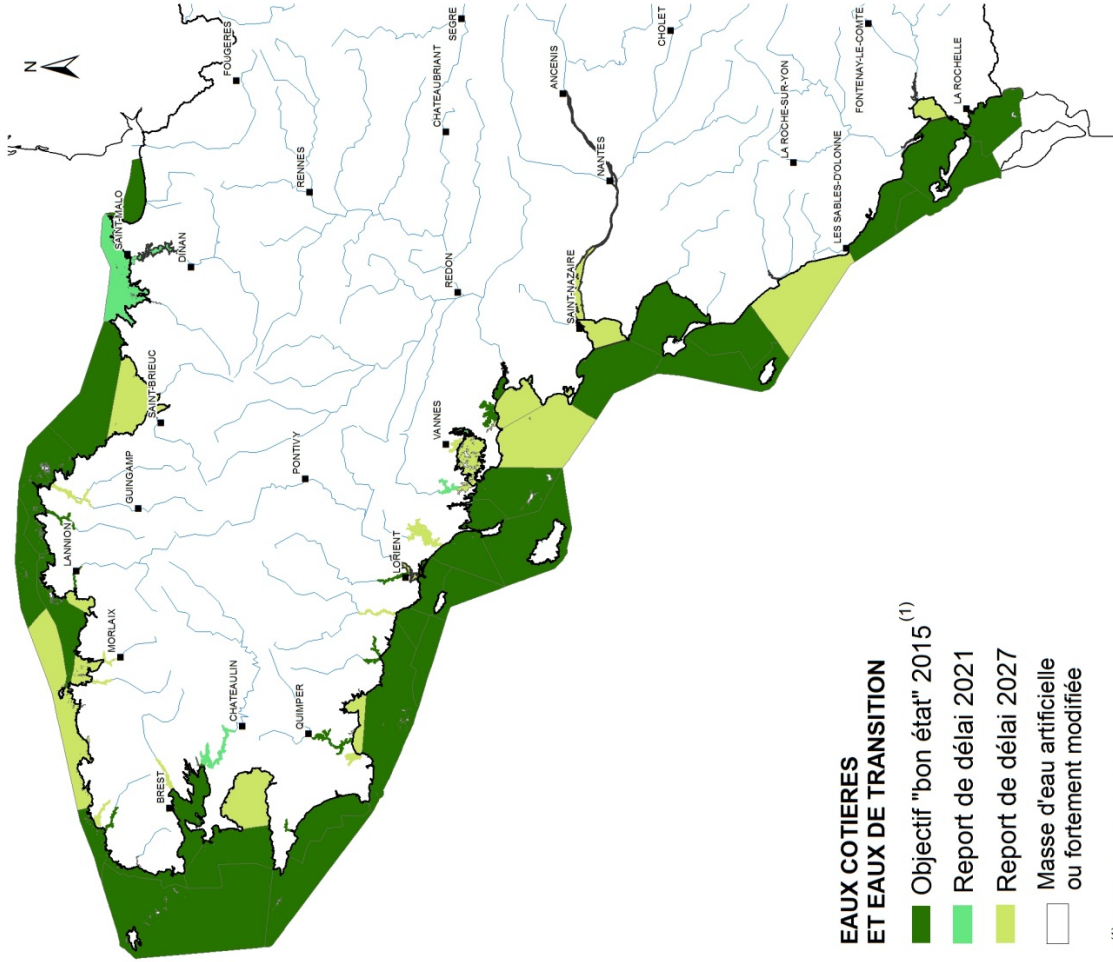 N
FOUGERES
SAINT-MALO
DINAN
RENNES
SAINT-BRIEUC
GUINGAMP
LANNION
MORLAIX
BREST
CHATEAULIN
QUIMPER
PONTIVY
LORIENT
VANNES
REDON
CHATEAUBRIANT
SEGRE
ANCENIS
SAINT-NAZAIRE
NANTES
CHOLET
LA ROCHE-SUR-YON
LES SABLES-D'OLONNE
FONTENAY-LE-COMTE
LA ROCHELLE
EAUX COTIERES
ET EAUX DE TRANSITION
Objectif "bon état" 2015 (1)
Report de délai 2021
Report de délai 2027
Masse d'eau artificielle
ou fortement modifiée